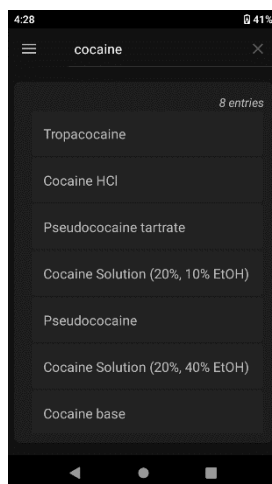 4:28 41%
cocaine
8 entries
Tropacocaine
Cocaine HCl
Pseudococaine tartrate
Cocaine Solution (20%, 10% EtOH)
Pseudococaine
Cocaine Solution (20%, 40% EtOH)
Cocaine base